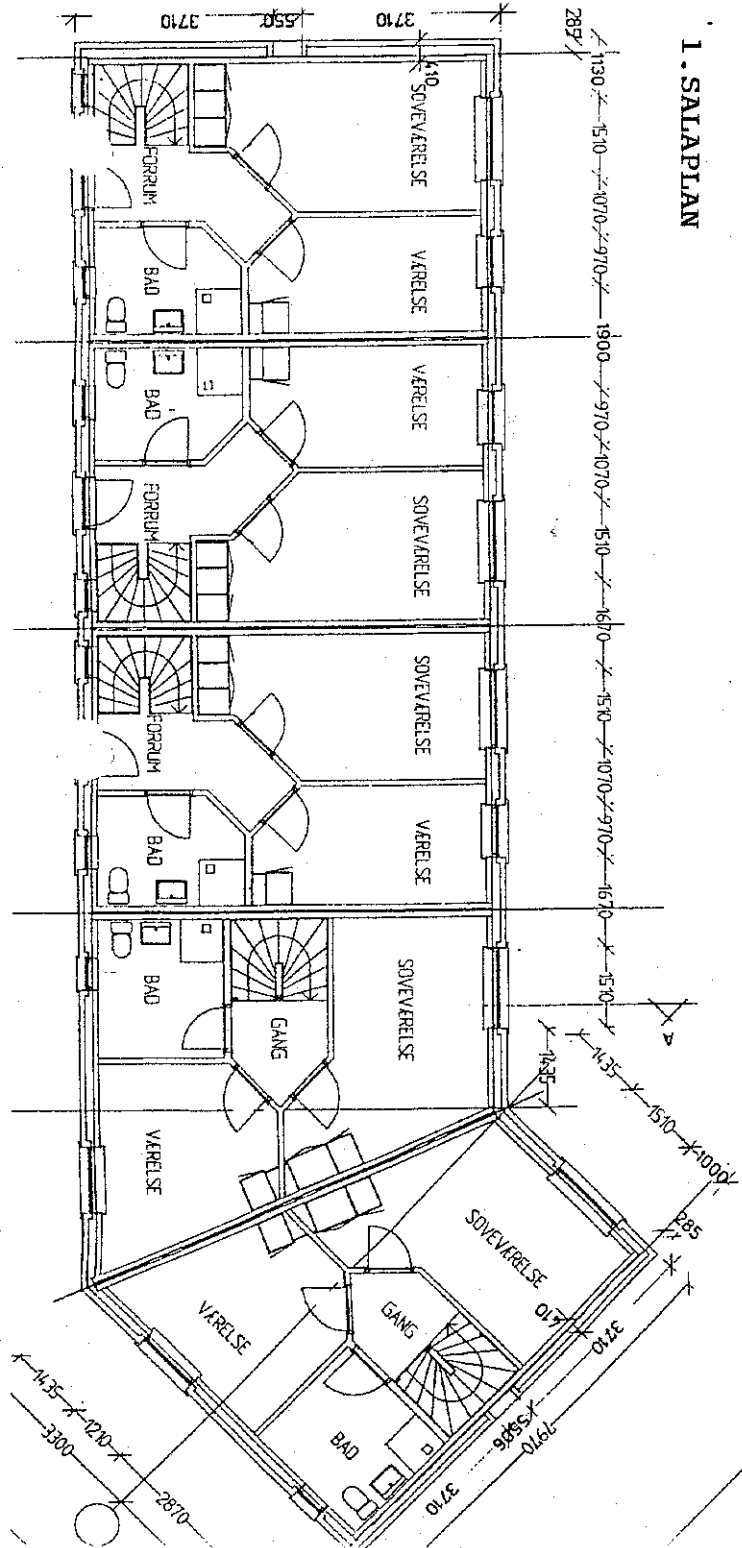 1.SALAPLAN
285
1130
1510
1070
970
1900
970
1070
1510
1670
1510
1070
970
1670
1510
3710
550
3710
410
SOVEVÆRELSE
FORRUM
VÆRELSE
BAD
VÆRELSE
BAD
SOVEVÆRELSE
FORRUM
SOVEVÆRELSE
FORRUM
VÆRELSE
BAD
SOVEVÆRELSE
BAD
GANG
VÆRELSE
A
1435
1435
1510
1000
285
SOVEVÆRELSE
410
3710
VÆRELSE
GANG
7970
BAD
3710
1435
1210
3300
2870